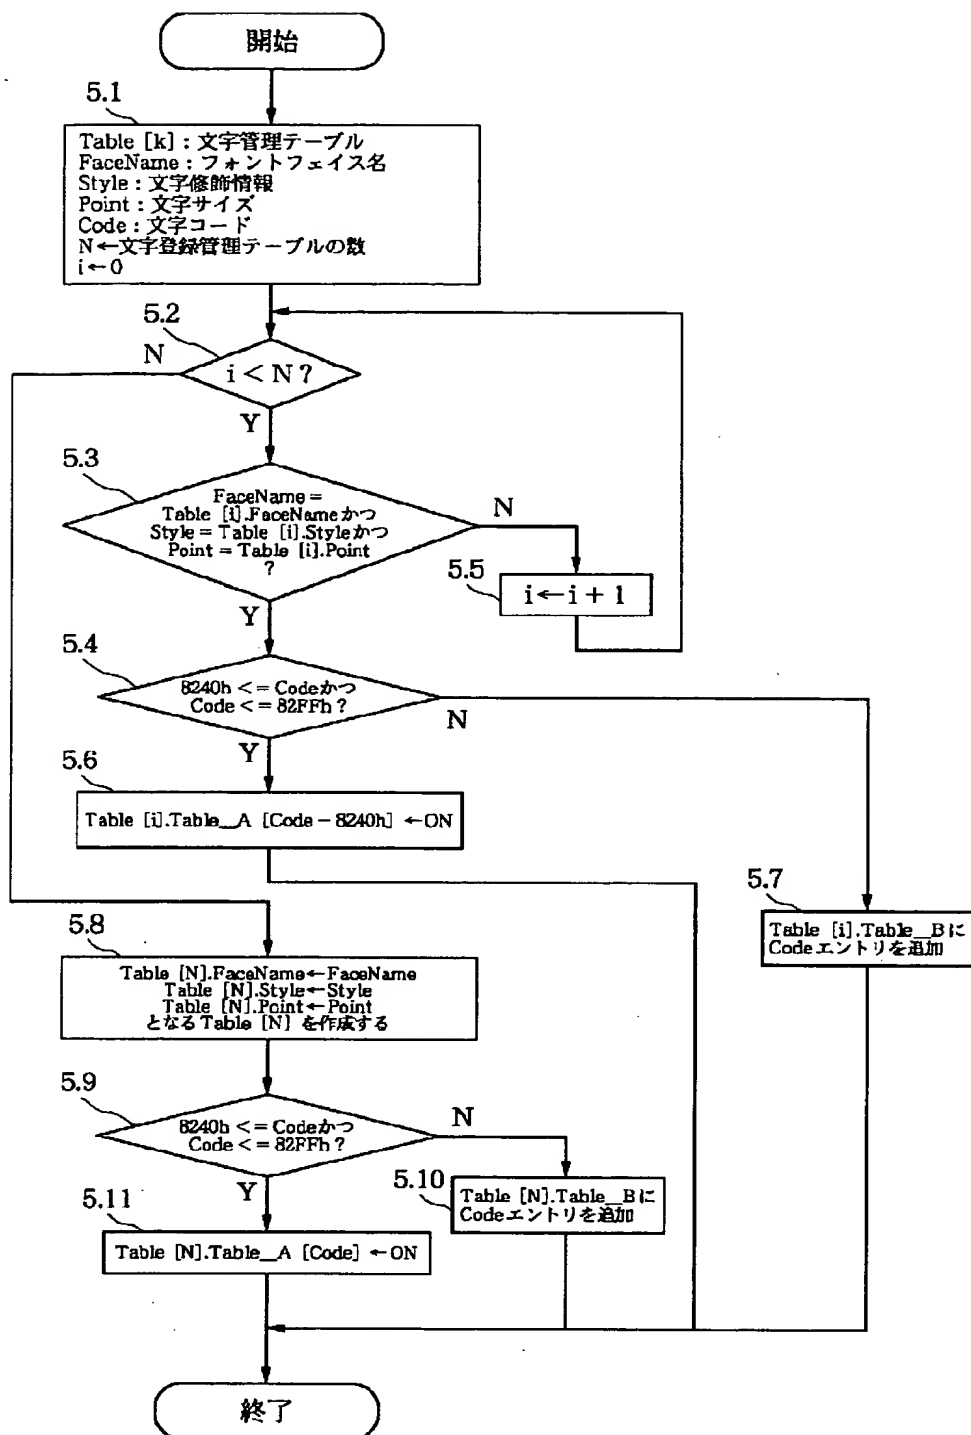 開始
5.1
Table [k]：文字管理テーブル
FaceName：フォントフェイス名
Style：文字修飾情報
Point：文字サイズ
Code：文字コード
N←文字登録管理テーブルの数
i←0
5.2
N
i < N ?
Y
5.3
FaceName =
Table [i].FaceNameかつ
Style = Table [i].Styleかつ
Point = Table [i].Point
?
N
5.5
i←i + 1
Y
5.4
8240h <= Codeかつ
Code <= 82FFh ?
N
Y
5.6
Table [i].Table__A [Code − 8240h] ←ON
5.7
Table [i].Table__Bに
Codeエントリを追加
5.8
Table [N].FaceName←FaceName
Table [N].Style←Style
Table [N].Point←Point
となる Table [N] を作成する
5.9
8240h <= Codeかつ
Code <= 82FFh ?
N
Y
5.10
Table [N].Table__Bに
Codeエントリを追加
5.11
Table [N].Table__A [Code] ←ON
終了